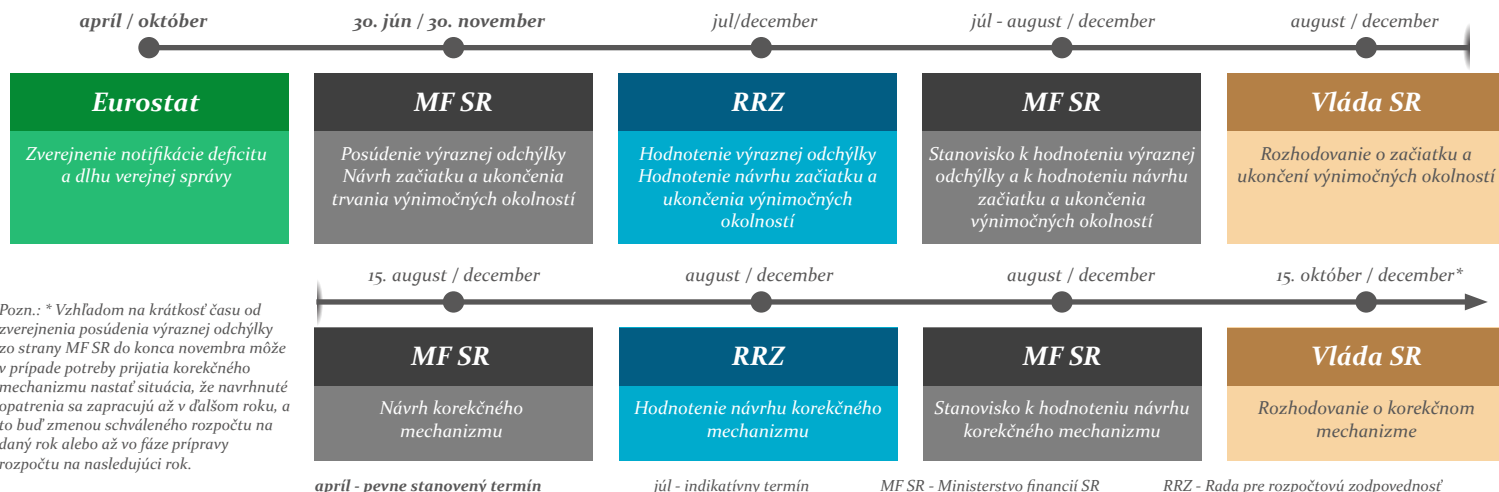 apríl / október
30. jún / 30. november
jul/december
júl - august / december
august / december
Eurostat
Zverejnenie notifikácie deficitu
a dlhu verejnej správy
MF SR
Posúdenie výraznej odchýlky
Návrh začiatku a ukončenia
trvania výnimočných okolností
RRZ
Hodnotenie výraznej odchýlky
Hodnotenie návrhu začiatku a
ukončenia výnimočných
okolností
MF SR
Stanovisko k hodnoteniu výraznej
odchýlky a k hodnoteniu návrhu
začiatku a ukončenia
výnimočných okolností
Vláda SR
Rozhodovanie o začiatku a
ukončení výnimočných okolností
15. august / december
august / december
august / december
15. október / december*
Pozn.: * Vzhľadom na krátkosť času od
zverejnenia posúdenia výraznej odchýlky
zo strany MF SR do konca novembra môže
v prípade potreby prijatia korekčného
mechanizmu nastať situácia, že navrhnuté
opatrenia sa zapracujú až v ďalšom roku, a
to buď zmenou schváleného rozpočtu na
daný rok alebo až vo fáze prípravy
rozpočtu na nasledujúci rok.
MF SR
Návrh korekčného
mechanizmu
RRZ
Hodnotenie návrhu korekčného
mechanizmu
MF SR
Stanovisko k hodnoteniu návrhu
korekčného mechanizmu
Vláda SR
Rozhodovanie o korekčnom
mechanizme
apríl - pevne stanovený termín
júl - indikatívny termín
MF SR - Ministerstvo financií SR
RRZ - Rada pre rozpočtovú zodpovednosť